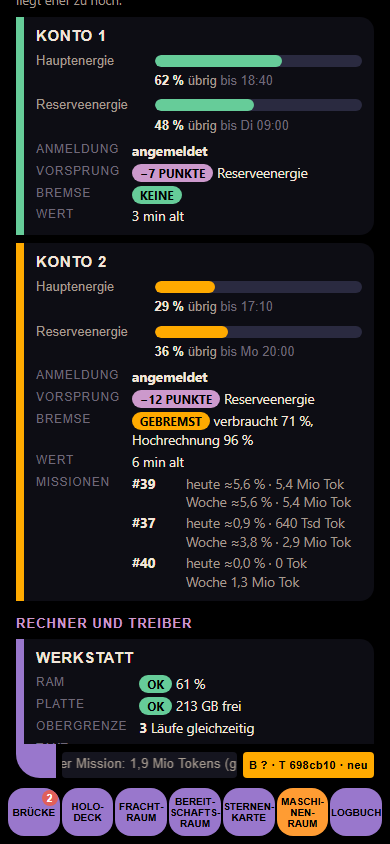 liegt eher zu hoch.
KONTO 1
Hauptenergie
62 % übrig bis 18:40
Reserveenergie
48 % übrig bis Di 09:00
ANMELDUNG angemeldet
VORSPRUNG −7 PUNKTE Reserveenergie
BREMSE KEINE
WERT 3 min alt
KONTO 2
Hauptenergie
29 % übrig bis 17:10
Reserveenergie
36 % übrig bis Mo 20:00
ANMELDUNG angemeldet
VORSPRUNG −12 PUNKTE Reserveenergie
BREMSE GEBREMST verbraucht 71 %,
Hochrechnung 96 %
WERT 6 min alt
MISSIONEN #39 heute ≈5,6 % · 5,4 Mio Tok
Woche ≈5,6 % · 5,4 Mio Tok
#37 heute ≈0,9 % · 640 Tsd Tok
Woche ≈3,8 % · 2,9 Mio Tok
#40 heute ≈0,0 % · 0 Tok
Woche 1,3 Mio Tok
RECHNER UND TREIBER
WERKSTATT
RAM OK 61 %
PLATTE OK 213 GB frei
OBERGRENZE 3 Läufe gleichzeitig
er Mission: 1,9 Mio Tokens (g
B ? · T 698cb10 · neu
BRÜCKE 2
HOLO-
DECK
FRACHT-
RAUM
BEREIT-
SCHAFTS-
RAUM
STERNEN-
KARTE
MASCHI-
NEN-
RAUM
LOGBUCH